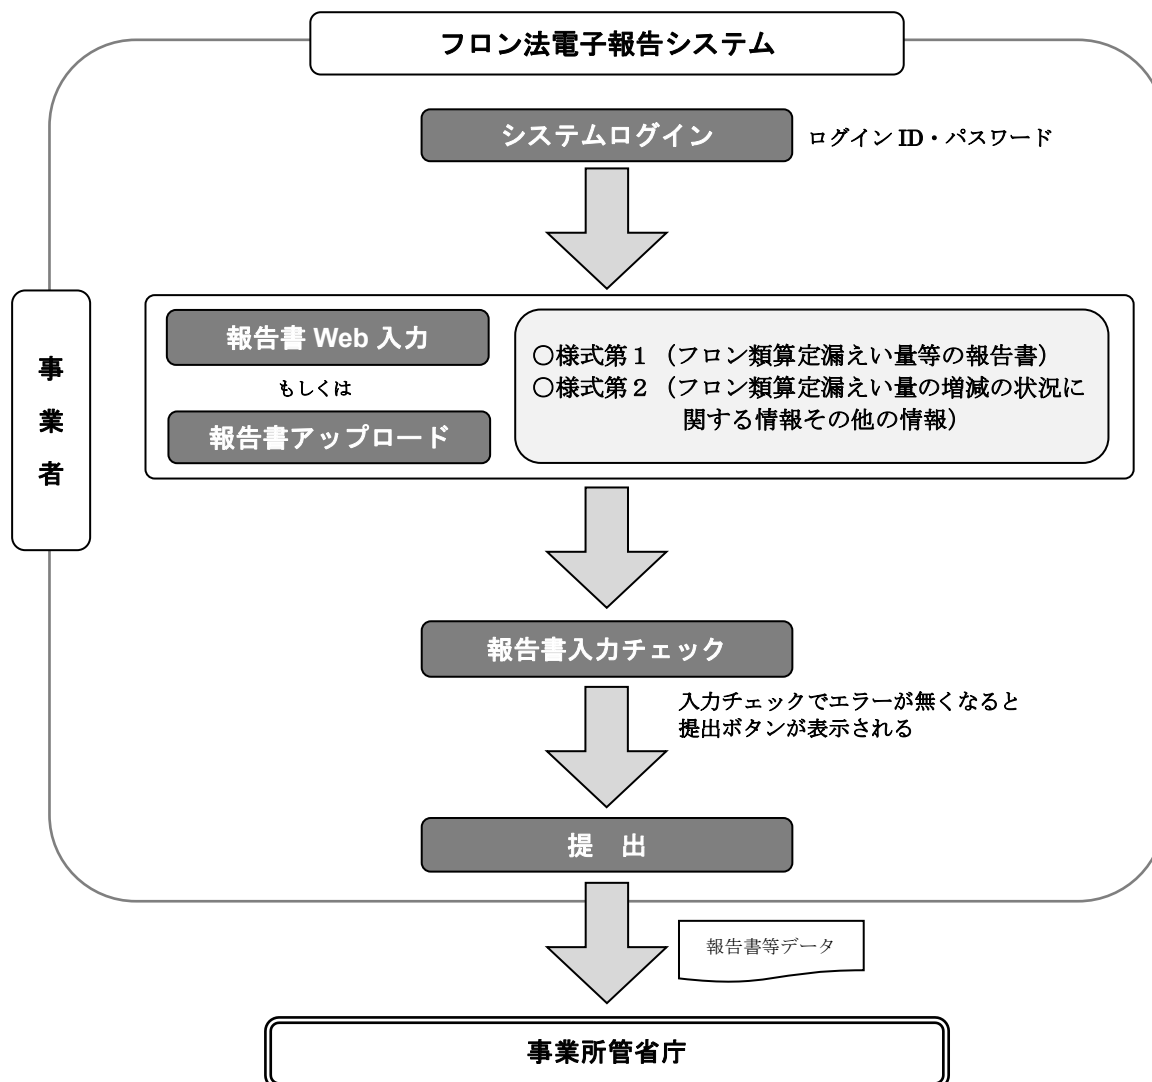 フロン法電子報告システム
システムログイン
ログイン ID・パスワード
事業者
報告書 Web 入力
もしくは
報告書アップロード
○様式第１（フロン類算定漏えい量等の報告書）
○様式第２（フロン類算定漏えい量の増減の状況に
関する情報その他の情報）
報告書入力チェック
入力チェックでエラーが無くなると
提出ボタンが表示される
提　出
報告書等データ
事業所管省庁